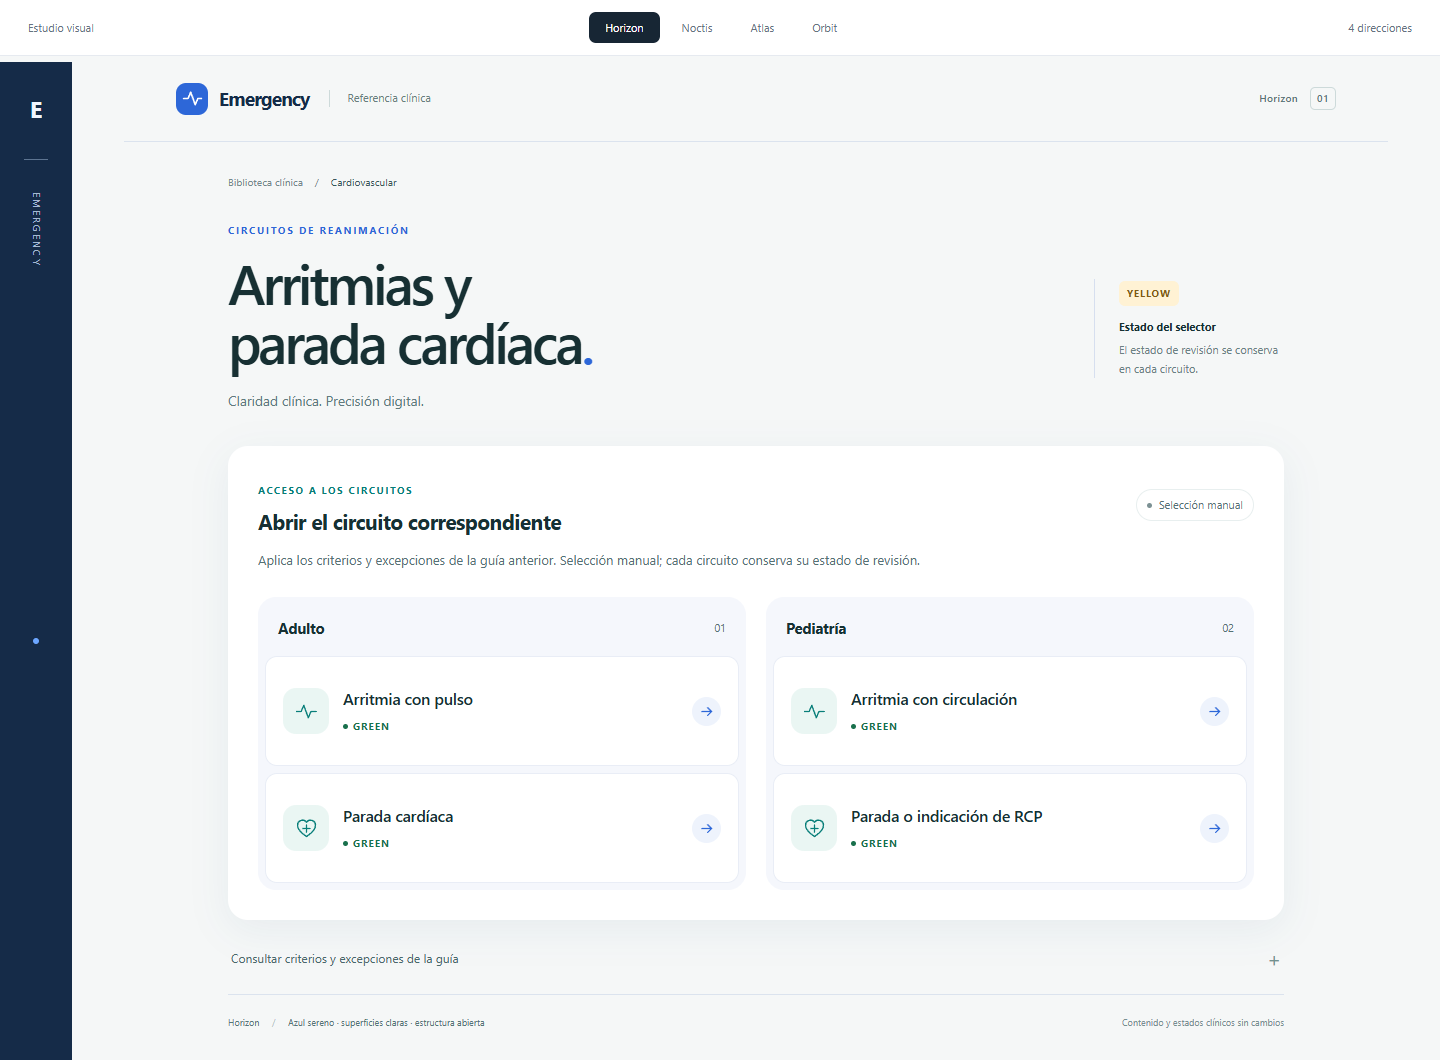 Estudio visual
Horizon
Noctis
Atlas
Orbit
4 direcciones
E
EMERGENCY
Emergency
Referencia clínica
Horizon
01
Biblioteca clínica / Cardiovascular
CIRCUITOS DE REANIMACIÓN
Arritmias y
parada cardíaca.
Claridad clínica. Precisión digital.
YELLOW
Estado del selector
El estado de revisión se conserva
en cada circuito.
ACCESO A LOS CIRCUITOS
Abrir el circuito correspondiente
Selección manual
Aplica los criterios y excepciones de la guía anterior. Selección manual; cada circuito conserva su estado de revisión.
Adulto
01
Arritmia con pulso
GREEN
Parada cardíaca
GREEN
Pediatría
02
Arritmia con circulación
GREEN
Parada o indicación de RCP
GREEN
Consultar criterios y excepciones de la guía
+
Horizon / Azul sereno · superficies claras · estructura abierta
Contenido y estados clínicos sin cambios